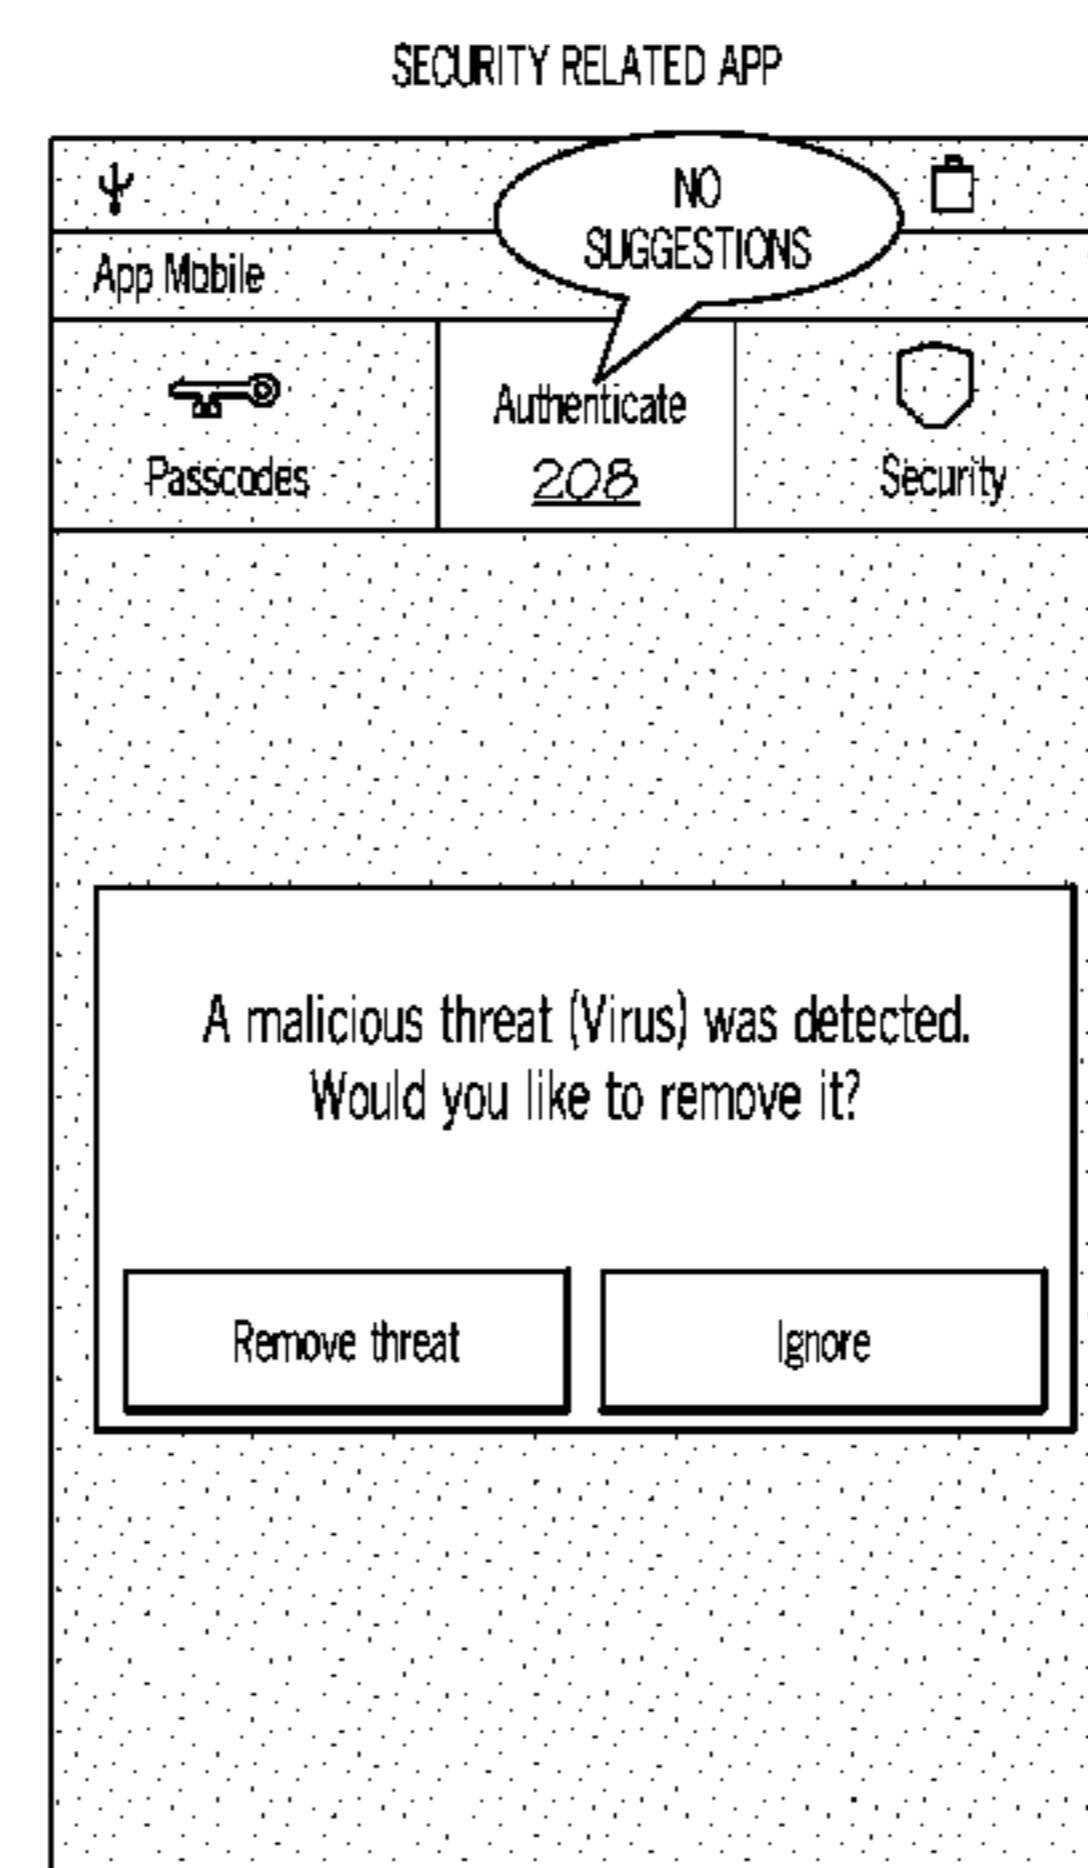 SECURITY RELATED APP
NO
SUGGESTIONS
App Mobile
Passcodes
Authenticate
208
Security
A malicious threat (Virus) was detected.
Would you like to remove it?
Remove threat
Ignore